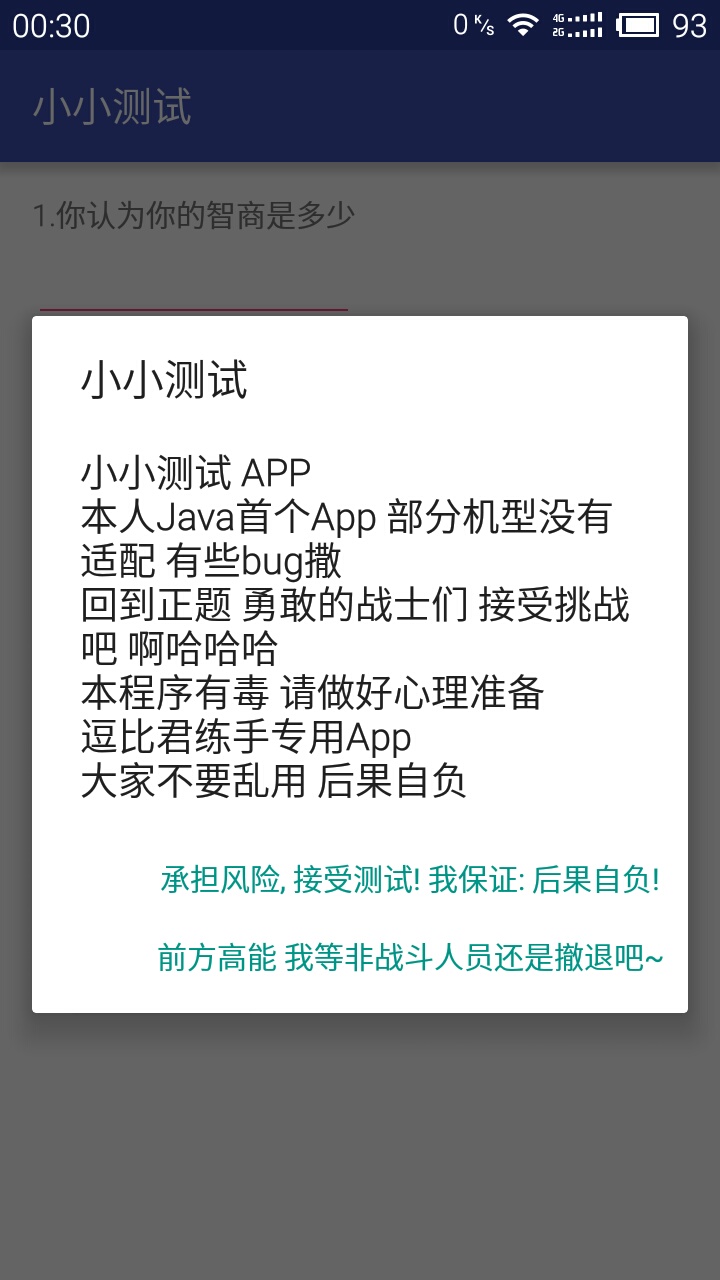 00:30 0 K/s 4G 2G 93
小小测试
1.你认为你的智商是多少
小小测试
小小测试 APP
本人Java首个App 部分机型没有
适配 有些bug撒
回到正题 勇敢的战士们 接受挑战
吧 啊哈哈哈
本程序有毒 请做好心理准备
逗比君练手专用App
大家不要乱用 后果自负
承担风险, 接受测试! 我保证: 后果自负!
前方高能 我等非战斗人员还是撤退吧~